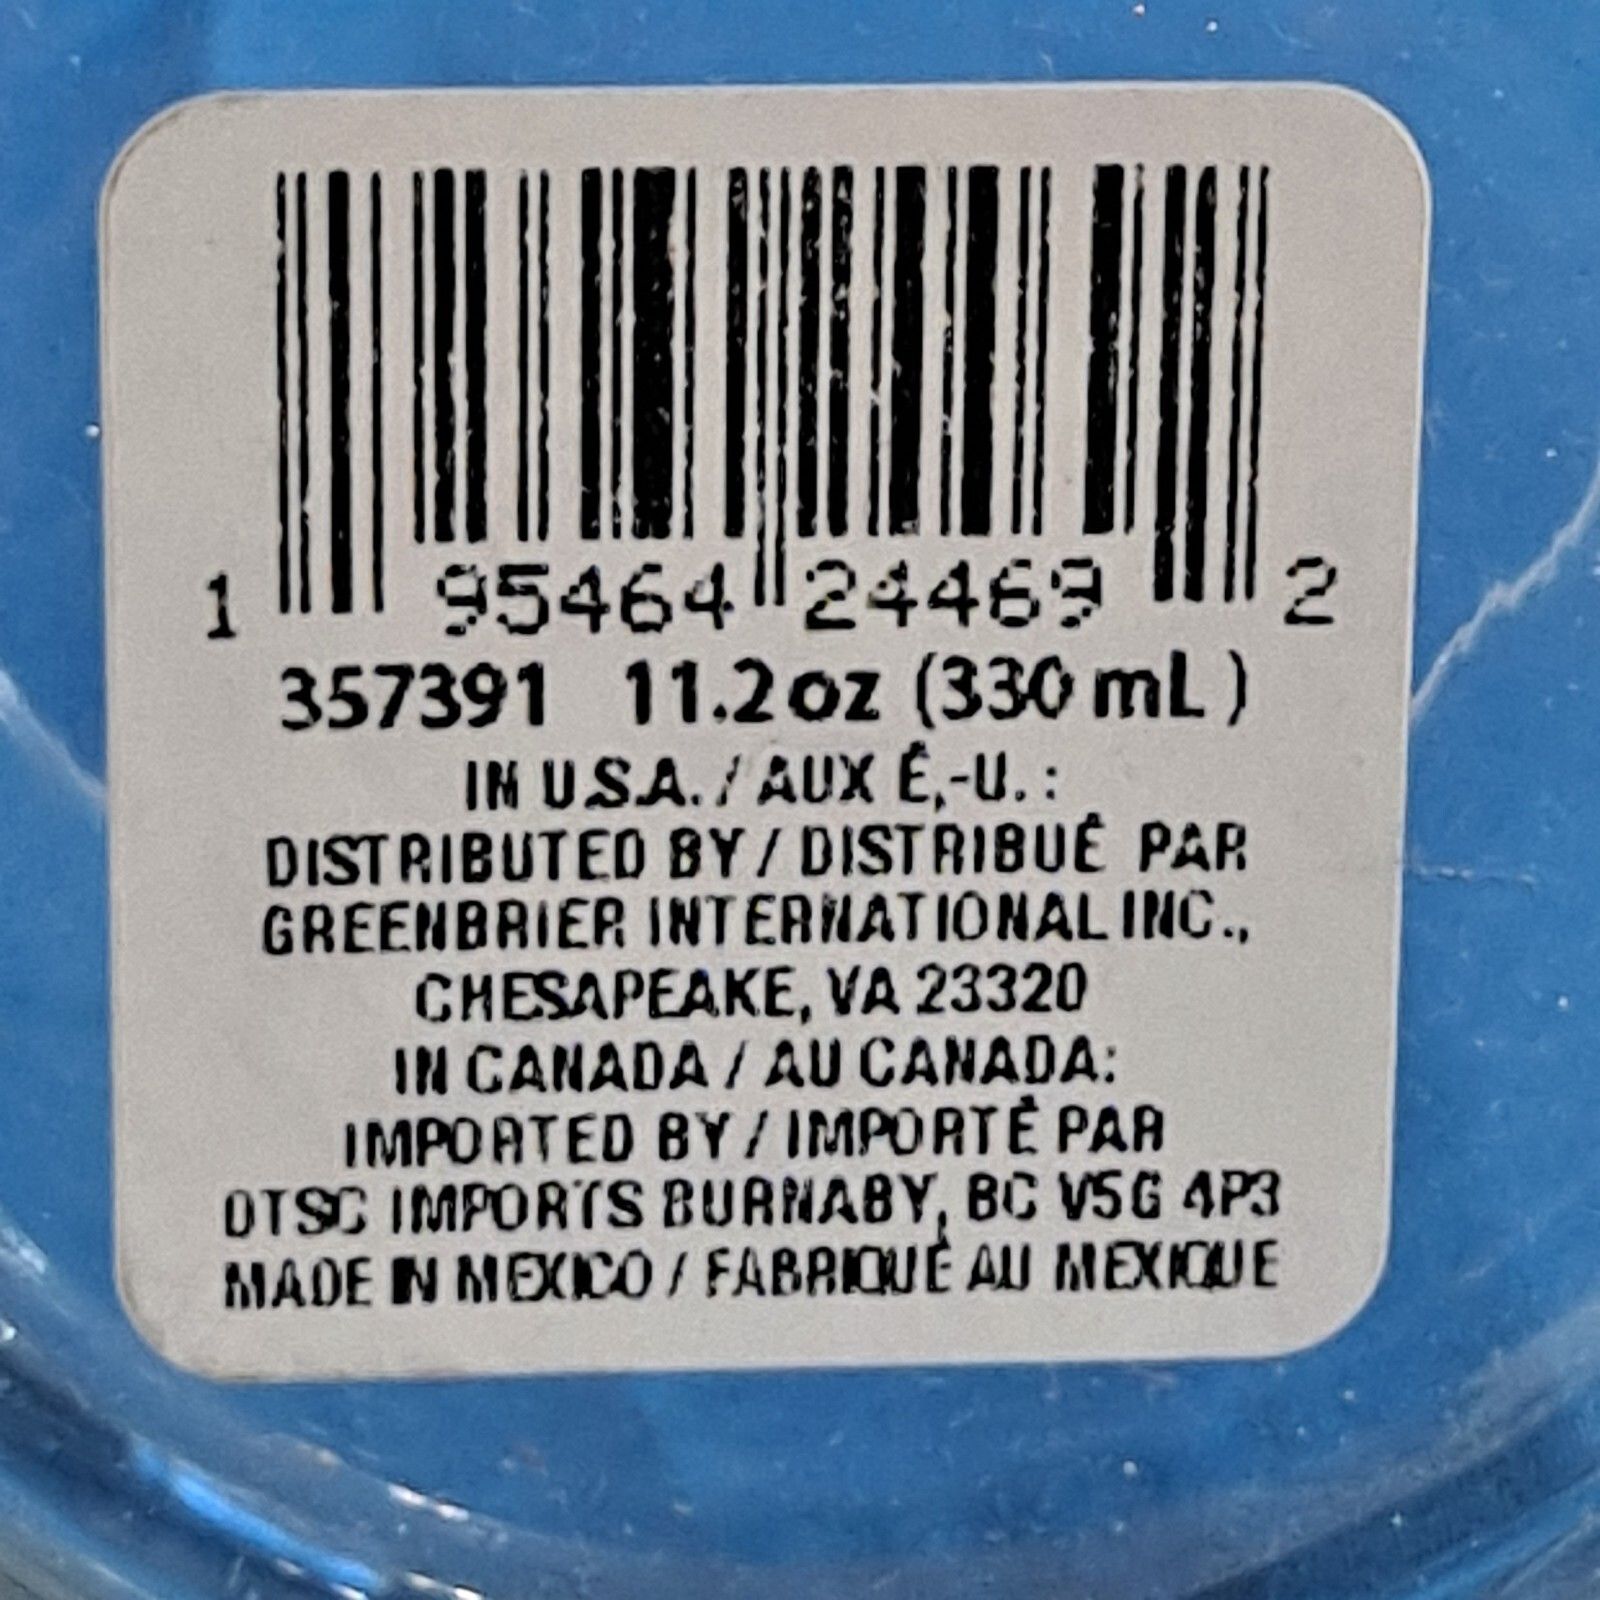 1 95464 24469 2
357391 11.2oz (330 mL)
IN U.S.A. / AUX É.-U. :
DISTRIBUTED BY / DISTRIBUÉ PAR
GREENBRIER INTERNATIONAL INC.,
CHESAPEAKE, VA 23320
IN CANADA / AU CANADA:
IMPORTED BY / IMPORTÉ PAR
DTSC IMPORTS BURNABY, BC V5G 4P3
MADE IN MEXICO / FABRIQUÉ AU MEXIQUE